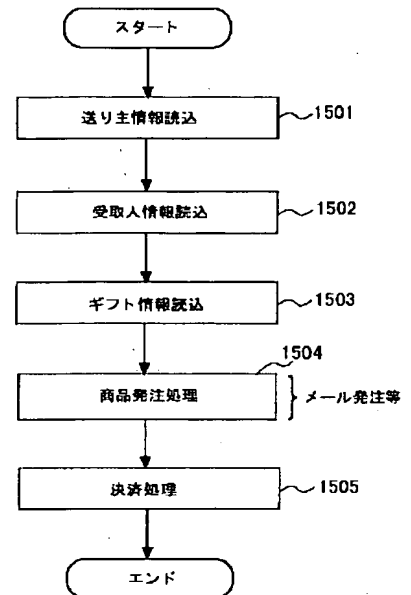 スタート
送り主情報読込
1501
受取人情報読込
1502
ギフト情報読込
1503
1504
商品発注処理
メール発注等
決済処理
1505
エンド